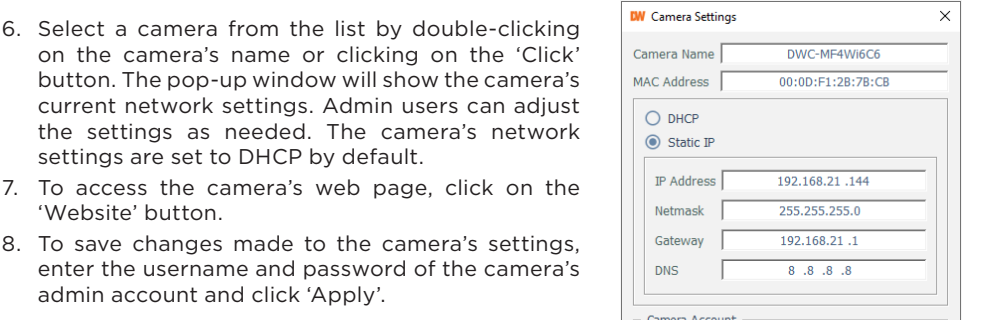 6. Select a camera from the list by double-clicking
on the camera's name or clicking on the 'Click'
button. The pop-up window will show the camera's
current network settings. Admin users can adjust
the settings as needed. The camera's network
settings are set to DHCP by default.
7. To access the camera's web page, click on the
'Website' button.
8. To save changes made to the camera's settings,
enter the username and password of the camera's
admin account and click 'Apply'.
DW Camera Settings
Camera Name DWC-MF4Wi6C6
MAC Address 00:0D:F1:2B:7B:CB
DHCP
Static IP
IP Address 192.168.21 .144
Netmask 255.255.255.0
Gateway 192.168.21 .1
DNS 8 .8 .8 .8
Camera Account